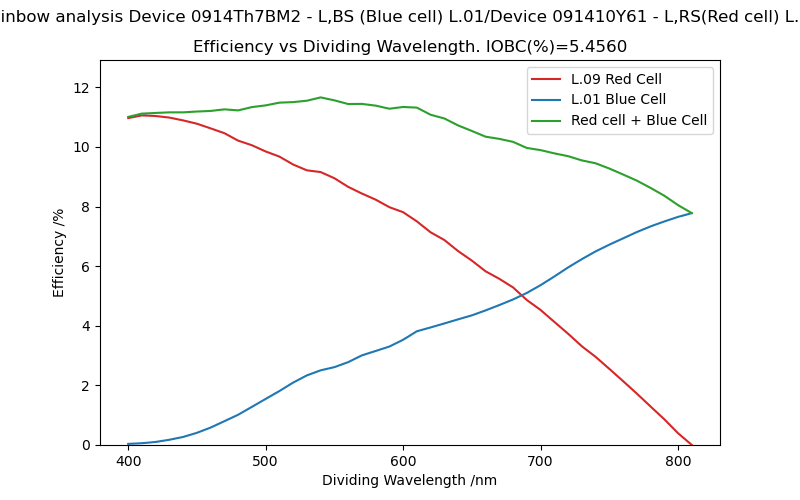 inbow analysis Device 0914Th7BM2 - L,BS (Blue cell) L.01/Device 091410Y61 - L,RS(Red cell) L.
Efficiency vs Dividing Wavelength. IOBC(%)=5.4560
L.09 Red Cell
L.01 Blue Cell
Red cell + Blue Cell
Efficiency /%
12
10
8
6
4
2
0
400
500
600
700
800
Dividing Wavelength /nm